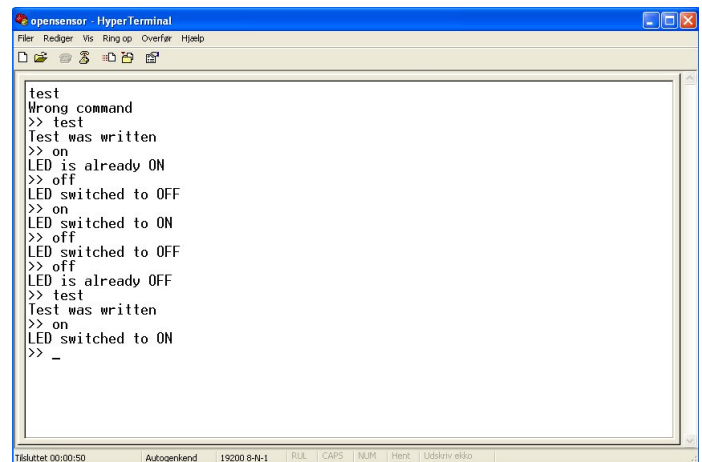 opensensor - HyperTerminal
Filer Rediger Vis Ring op Overfør Hjælp
test
Wrong command
>> test
Test was written
>> on
LED is already ON
>> off
LED switched to OFF
>> on
LED switched to ON
>> off
LED switched to OFF
>> off
LED is already OFF
>> test
Test was written
>> on
LED switched to ON
>> _
Tilsluttet 00:00:50 Autogenkend 19200 8-N-1 RUL CAPS NUM Hent Udskriv ekko